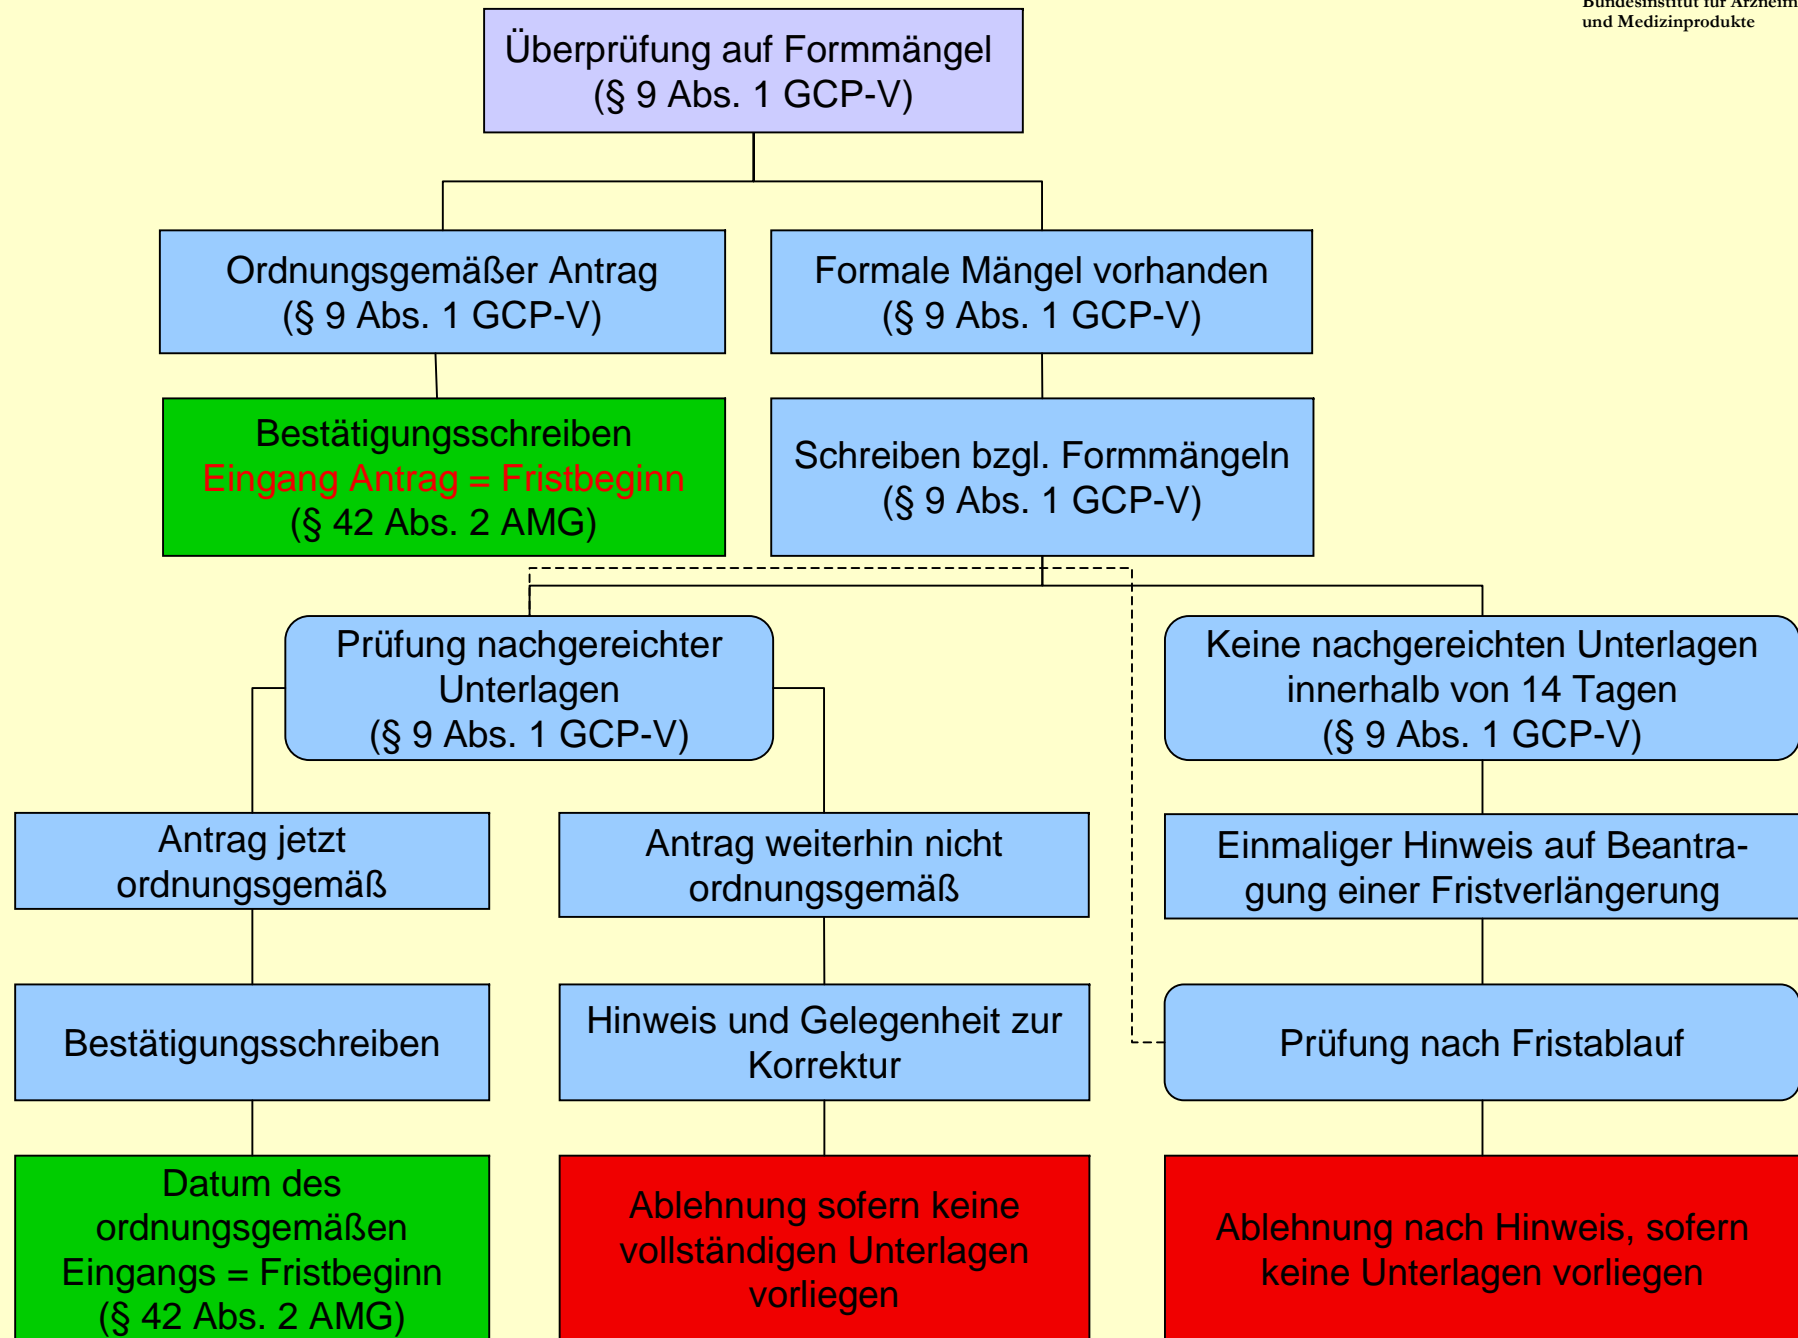 Bundesinstitut für Arzneim
und Medizinprodukte
Überprüfung auf Formmängel
(§ 9 Abs. 1 GCP-V)
Ordnungsgemäßer Antrag
(§ 9 Abs. 1 GCP-V)
Formale Mängel vorhanden
(§ 9 Abs. 1 GCP-V)
Bestätigungsschreiben
Eingang Antrag = Fristbeginn
(§ 42 Abs. 2 AMG)
Schreiben bzgl. Formmängeln
(§ 9 Abs. 1 GCP-V)
Prüfung nachgereichter
Unterlagen
(§ 9 Abs. 1 GCP-V)
Keine nachgereichten Unterlagen
innerhalb von 14 Tagen
(§ 9 Abs. 1 GCP-V)
Antrag jetzt
ordnungsgemäß
Antrag weiterhin nicht
ordnungsgemäß
Einmaliger Hinweis auf Beantra-
gung einer Fristverlängerung
Bestätigungsschreiben
Hinweis und Gelegenheit zur
Korrektur
Prüfung nach Fristablauf
Datum des
ordnungsgemäßen
Eingangs = Fristbeginn
(§ 42 Abs. 2 AMG)
Ablehnung sofern keine
vollständigen Unterlagen
vorliegen
Ablehnung nach Hinweis, sofern
keine Unterlagen vorliegen